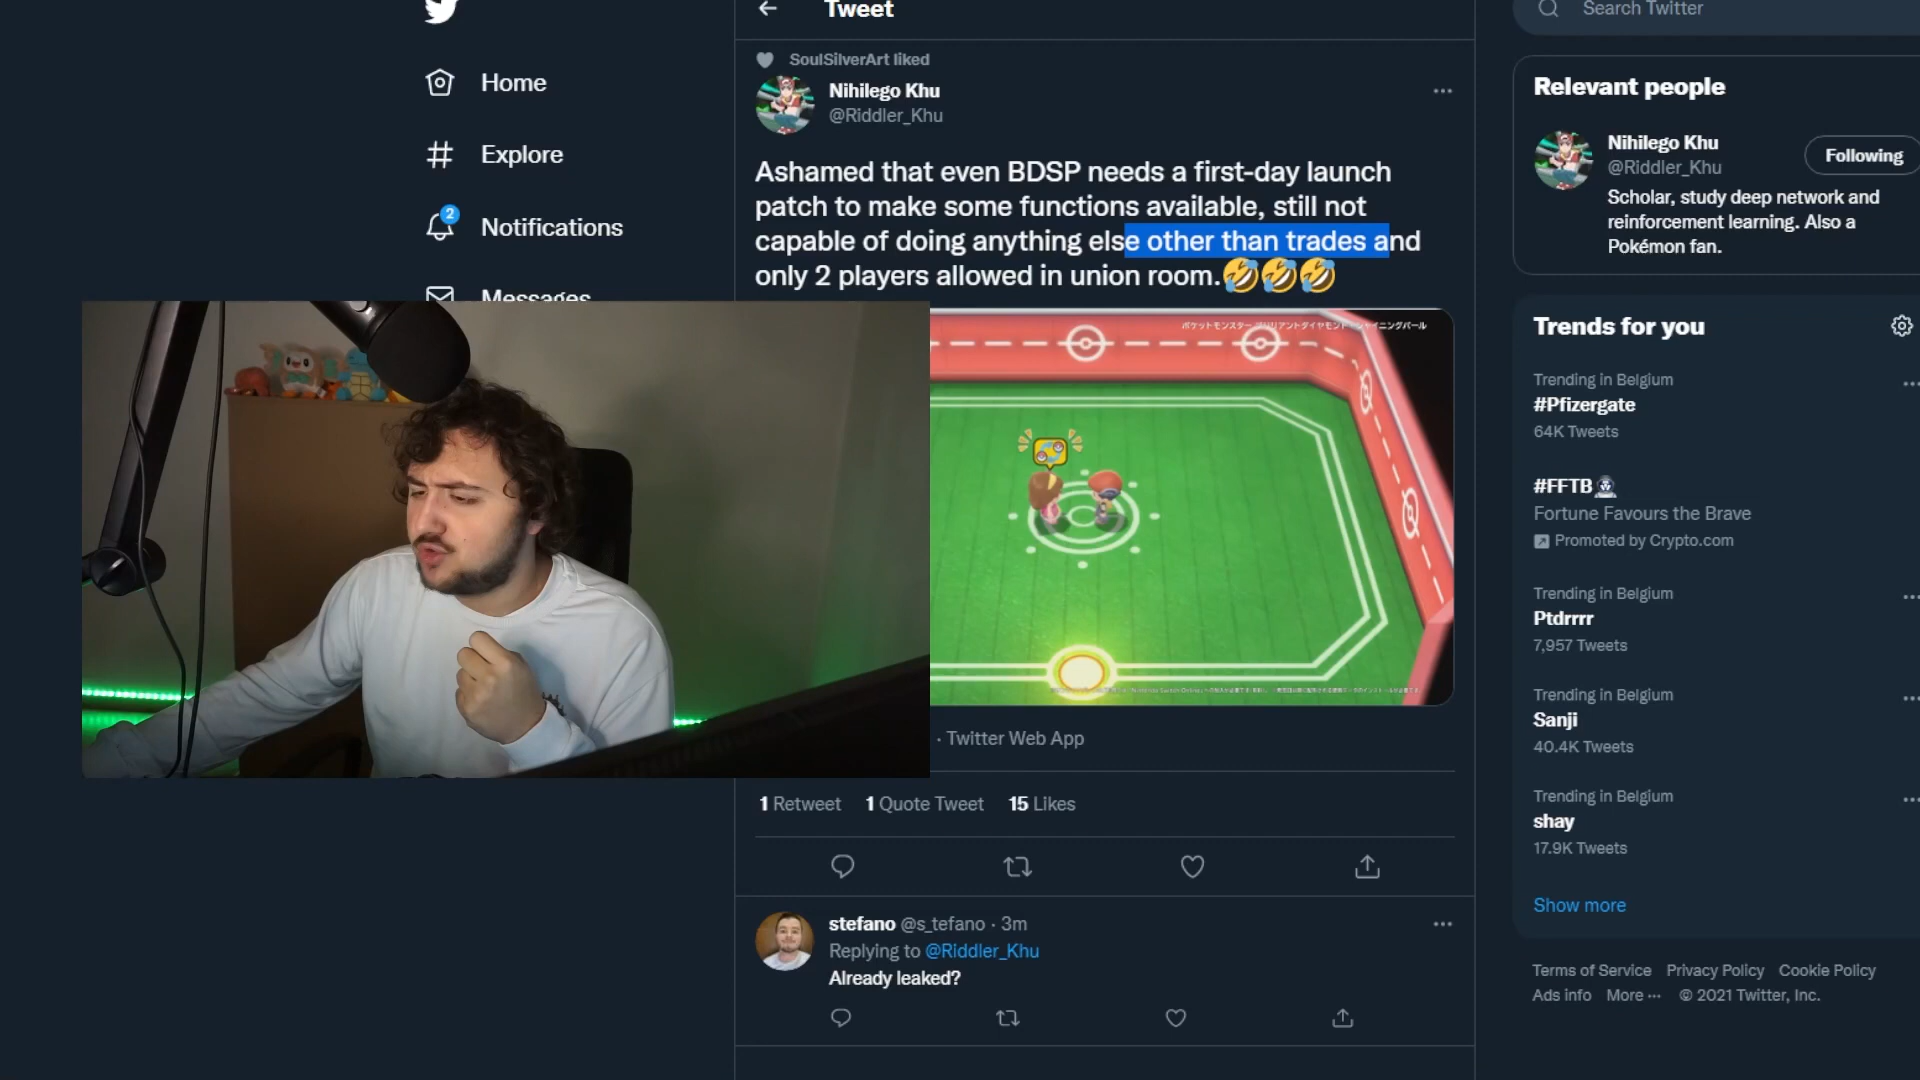 Home
Explore
Notifications
Messages
Tweet
SoulSilverArt liked
Nihilego Khu
@Riddler_Khu
Ashamed that even BDSP needs a first-day launch
patch to make some functions available, still not
capable of doing anything else other than trades and
only 2 players allowed in union room.🤣🤣🤣
· Twitter Web App
1 Retweet 1 Quote Tweet 15 Likes
stefano @s_tefano · 3m
Replying to @Riddler_Khu
Already leaked?
Search Twitter
Relevant people
Nihilego Khu
@Riddler_Khu
Following
Scholar, study deep network and
reinforcement learning. Also a
Pokémon fan.
Trends for you
Trending in Belgium
#Pfizergate
64K Tweets
#FFTB
Fortune Favours the Brave
Promoted by Crypto.com
Trending in Belgium
Ptdrrrr
7,957 Tweets
Trending in Belgium
Sanji
40.4K Tweets
Trending in Belgium
shay
17.9K Tweets
Show more
Terms of Service Privacy Policy Cookie Policy
Ads info More ··· © 2021 Twitter, Inc.